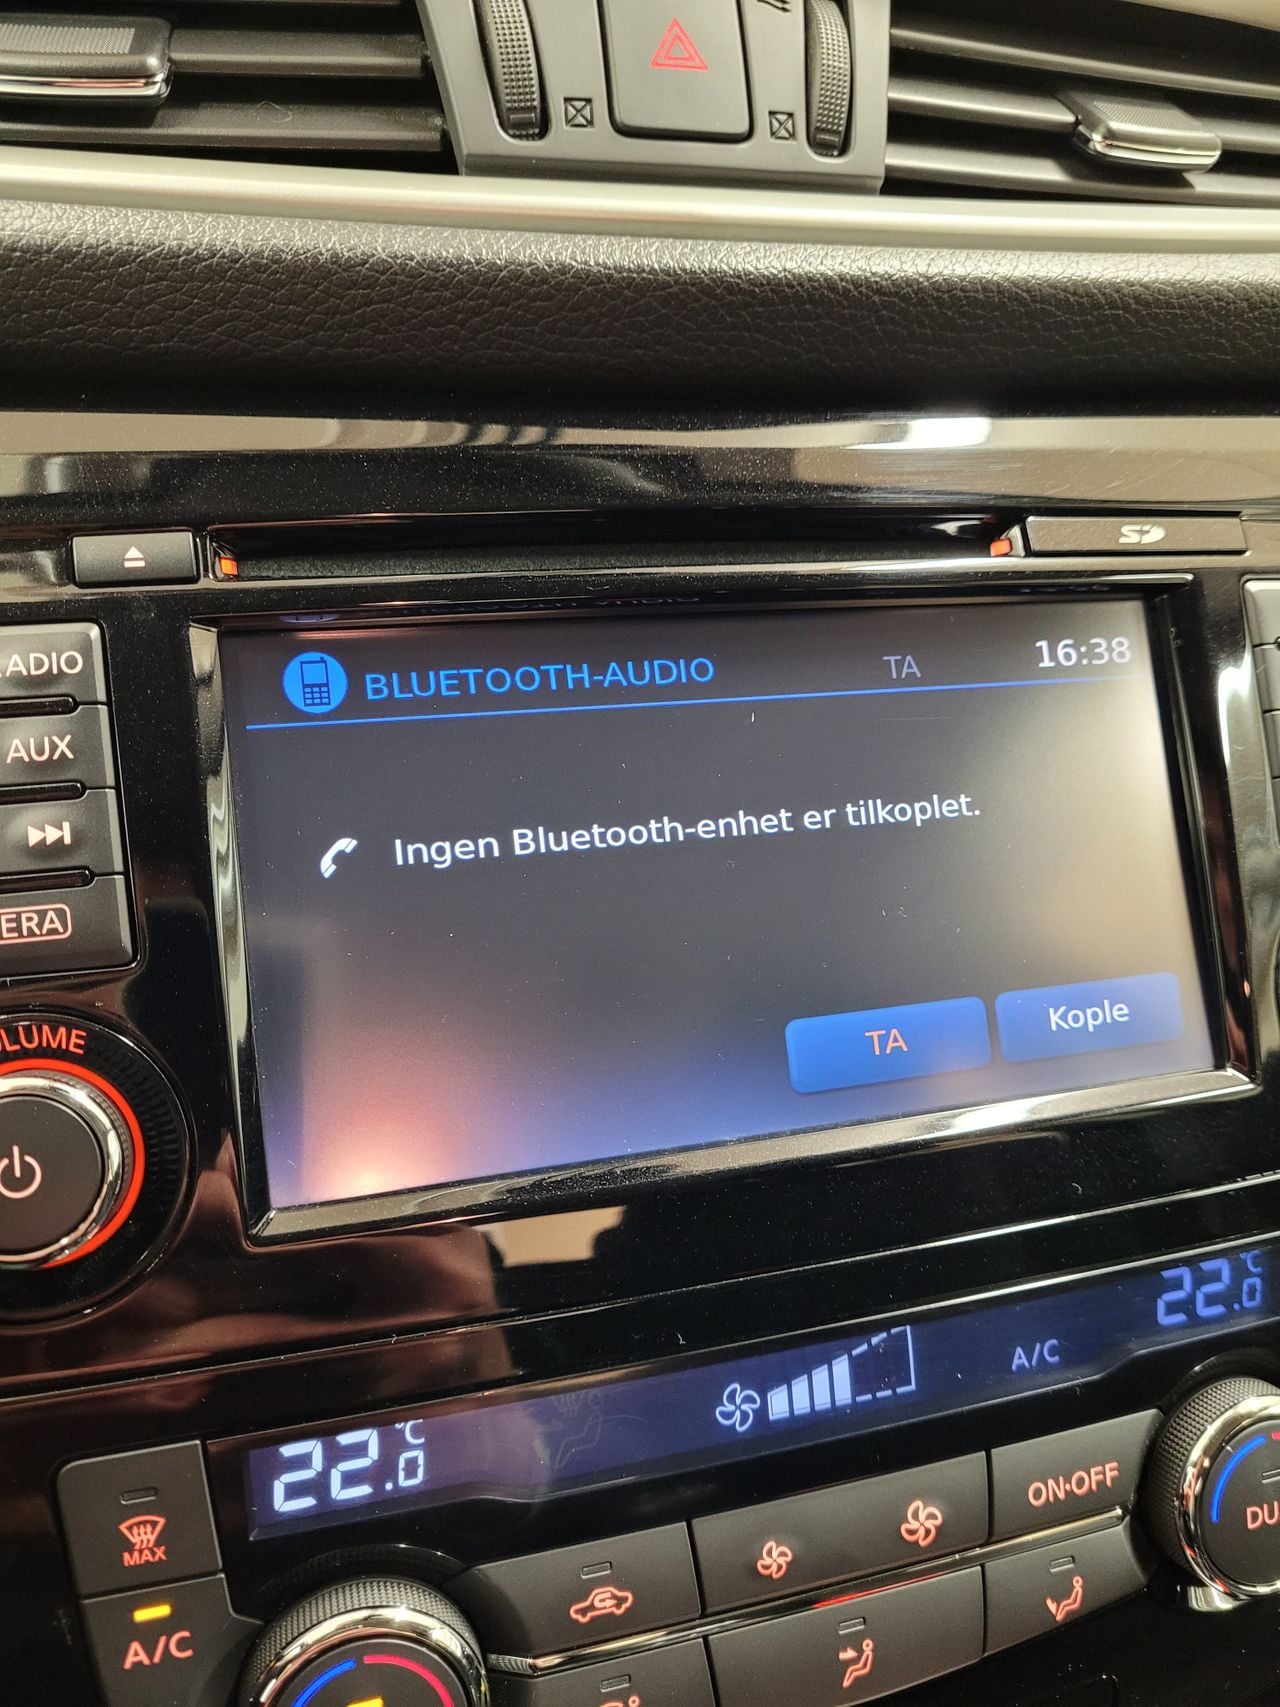 SD
ADIO
AUX
ERA
LUME
BLUETOOTH-AUDIO
TA
16:38
Ingen Bluetooth-enhet er tilkoplet.
TA
Kople
22.0 °C
A/C
22.0 °C
MAX
A/C
ON·OFF
DU